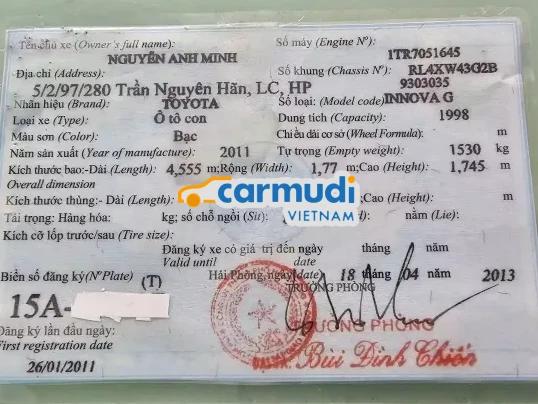 Tên chủ xe (Owner's full name): Số máy (Engine Nº):
NGUYỄN ANH MINH 1TR7051645
Địa chỉ (Address): Số khung (Chassis Nº): RL4XW43G2B
5/2/97/280 Trần Nguyên Hãn, LC, HP 9303035
Nhãn hiệu (Brand): TOYOTA Số loại: (Model code) INNOVA G
Loại xe (Type): Ô tô con Dung tích (Capacity): 1998
Màu sơn (Color): Bạc Chiều dài cơ sở (Wheel Formula): m
Năm sản xuất (Year of manufacture): 2011 Tự trọng (Empty weight): 1530 kg
Kích thước bao:-Dài (Length): 4,555 m;Rộng (Width): 1,77 m;Cao (Height): 1,745 m
Overall dimension
carmudi
VIETNAM
Kích thước thùng:- Dài (Length): Cao (Height): m
Tải trọng: Hàng hóa: kg; số chỗ ngồi (Sit): nằm (Lie):
Kích cỡ lốp trước/sau (Tire size):
Đăng ký xe có giá trị đến ngày tháng năm
Valid until date
Biển số đăng ký(Nº Plate) (T) Hải Phòng,ngày(date) 18 tháng 04 năm 2013
TRƯỞNG PHÒNG
15A-
Đăng ký lần đầu ngày: TRƯỞNG PHÒNG
First registration date Bùi Đình Chiến
26/01/2011